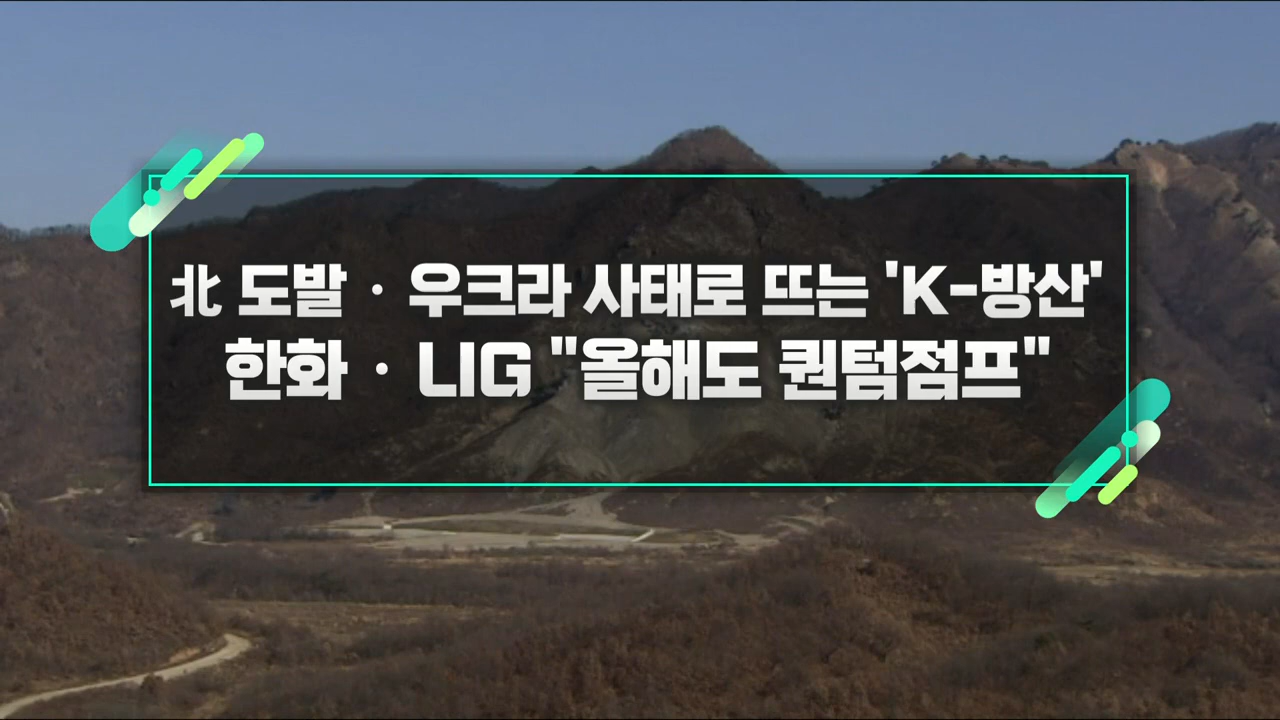 北 도발 · 우크라 사태로 뜨는 'K-방산'
한화 · LIG "올해도 퀀텀점프"